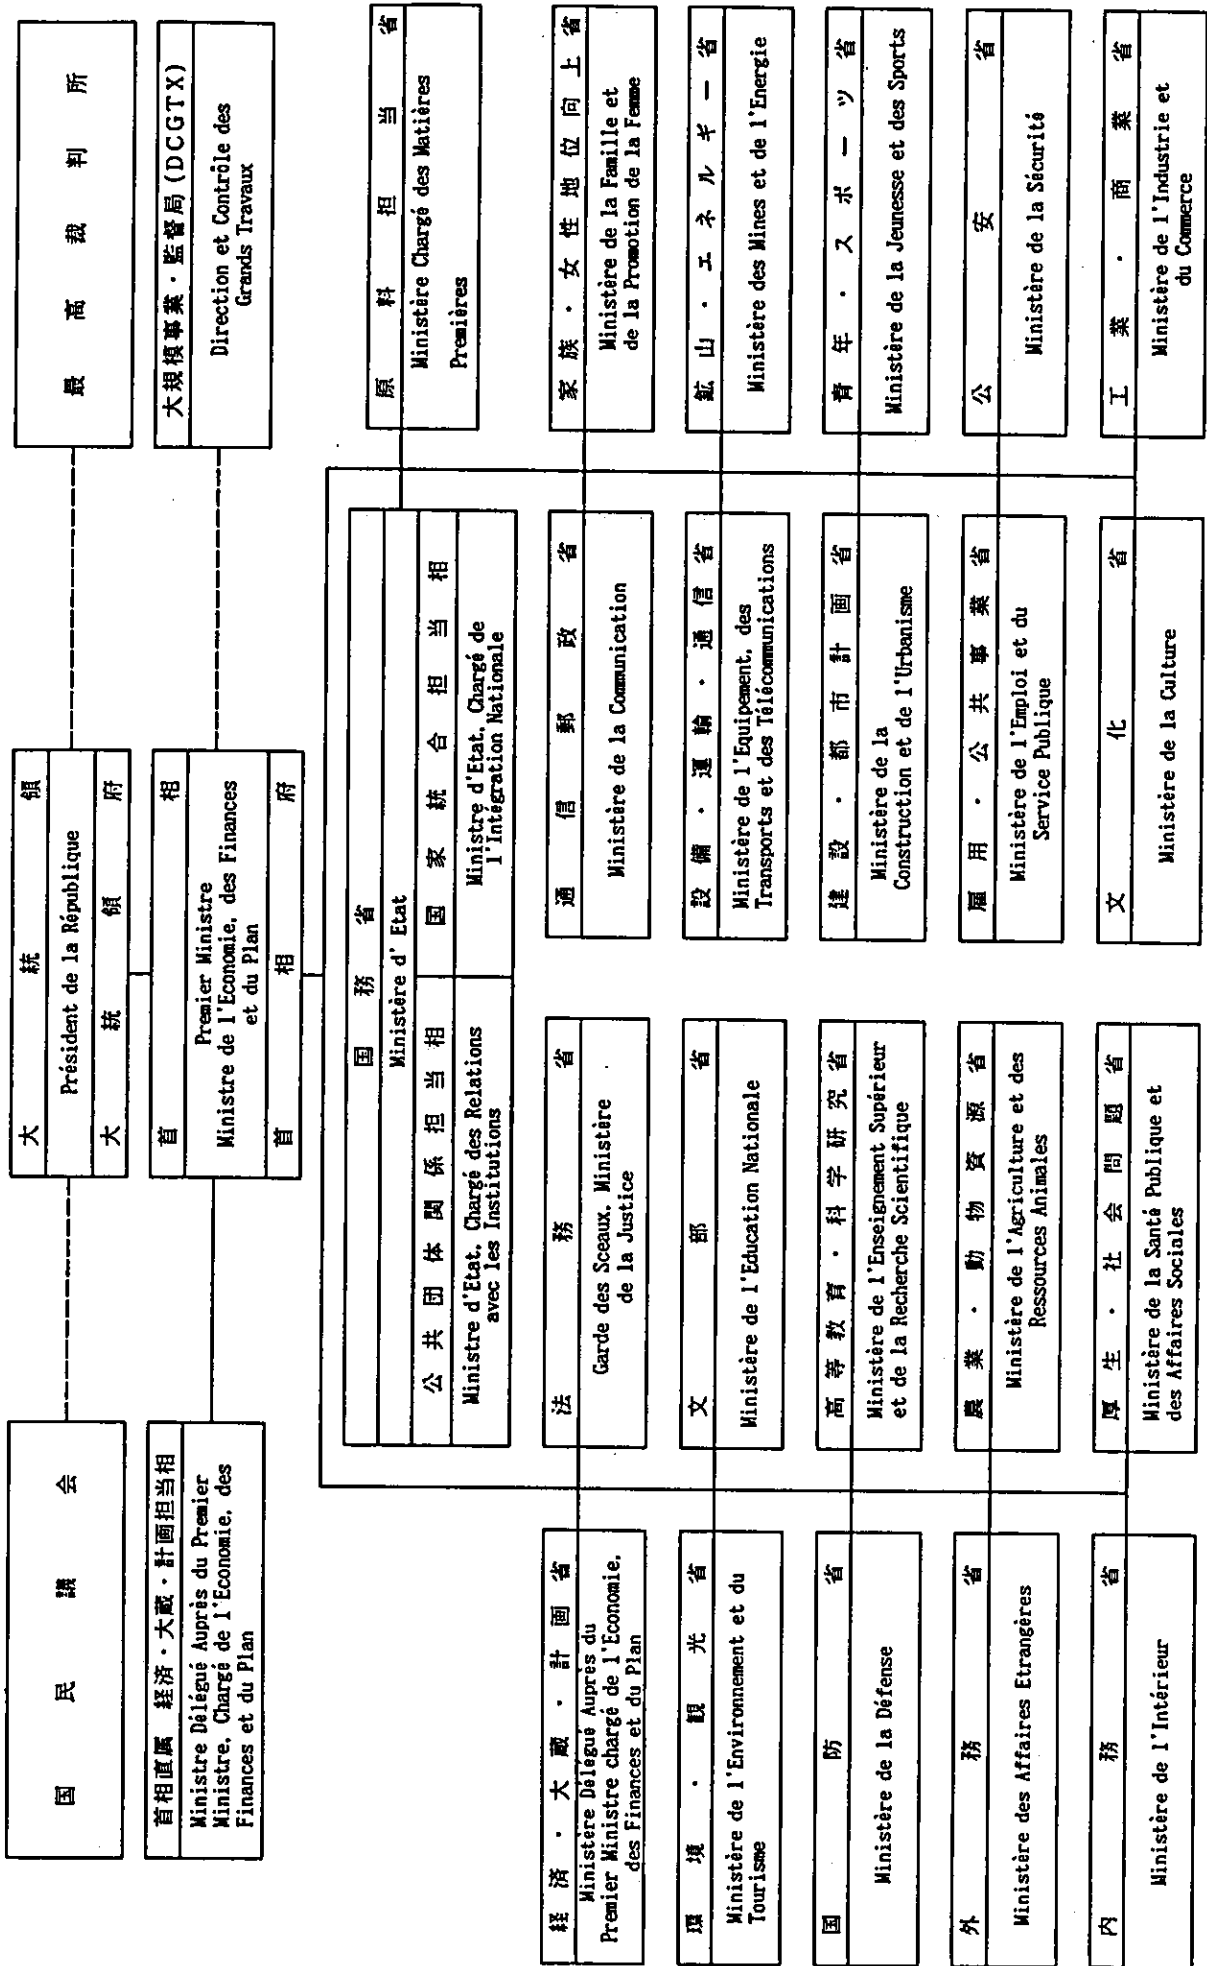 国民議会
大統領
Président de la République
大統領府
最高裁判所
首相直属 経済・大蔵・計画担当相
Ministre Délégué Auprès du Premier
Ministre, Chargé de l'Economie, des
Finances et du Plan
首相
Premier Ministre
Ministre de l'Economie, des Finances
et du Plan
首相府
大規模事業・監督局(DCGTX)
Direction et Contrôle des
Grands Travaux
国務省
Ministère d' Etat
公共団体関係担当相
Ministre d'Etat, Chargé des Relations
avec les Institutions
国家統合担当相
Ministre d'Etat, Chargé de
l'Intégration Nationale
原料担当省
Ministère Chargé des Matières
Premières
経済・大蔵・計画省
Ministère Délégué Auprès du
Premier Ministre chargé de l'Economie,
des Finances et du Plan
法務省
Garde des Sceaux, Ministère
de la Justice
通信郵政省
Ministère de la Communication
家族・女性地位向上省
Ministère de la Famille et
de la Promotion de la Femme
環境・観光省
Ministère de l'Environnement et du
Tourisme
文部省
Ministère de l'Education Nationale
設備・運輸・通信省
Ministère de l'Equipement, des
Transports et des Télécommunications
鉱山・エネルギー省
Ministère des Mines et de l'Energie
国防省
Ministère de la Défense
高等教育・科学研究省
Ministère de l'Enseignement Supérieur
et de la Recherche Scientifique
建設・都市計画省
Ministère de la
Construction et de l'Urbanisme
青年・スポーツ省
Ministère de la Jeunesse et des Sports
外務省
Ministère des Affaires Etrangères
農業・動物資源省
Ministère de l'Agriculture et des
Ressources Animales
雇用・公共事業省
Ministère de l'Emploi et du
Service Publique
公安省
Ministère de la Sécurité
内務省
Ministère de l'Intérieur
厚生・社会問題省
Ministère de la Santé Publique et
des Affaires Sociales
文化省
Ministère de la Culture
工業・商業省
Ministère de l'Industrie et
du Commerce